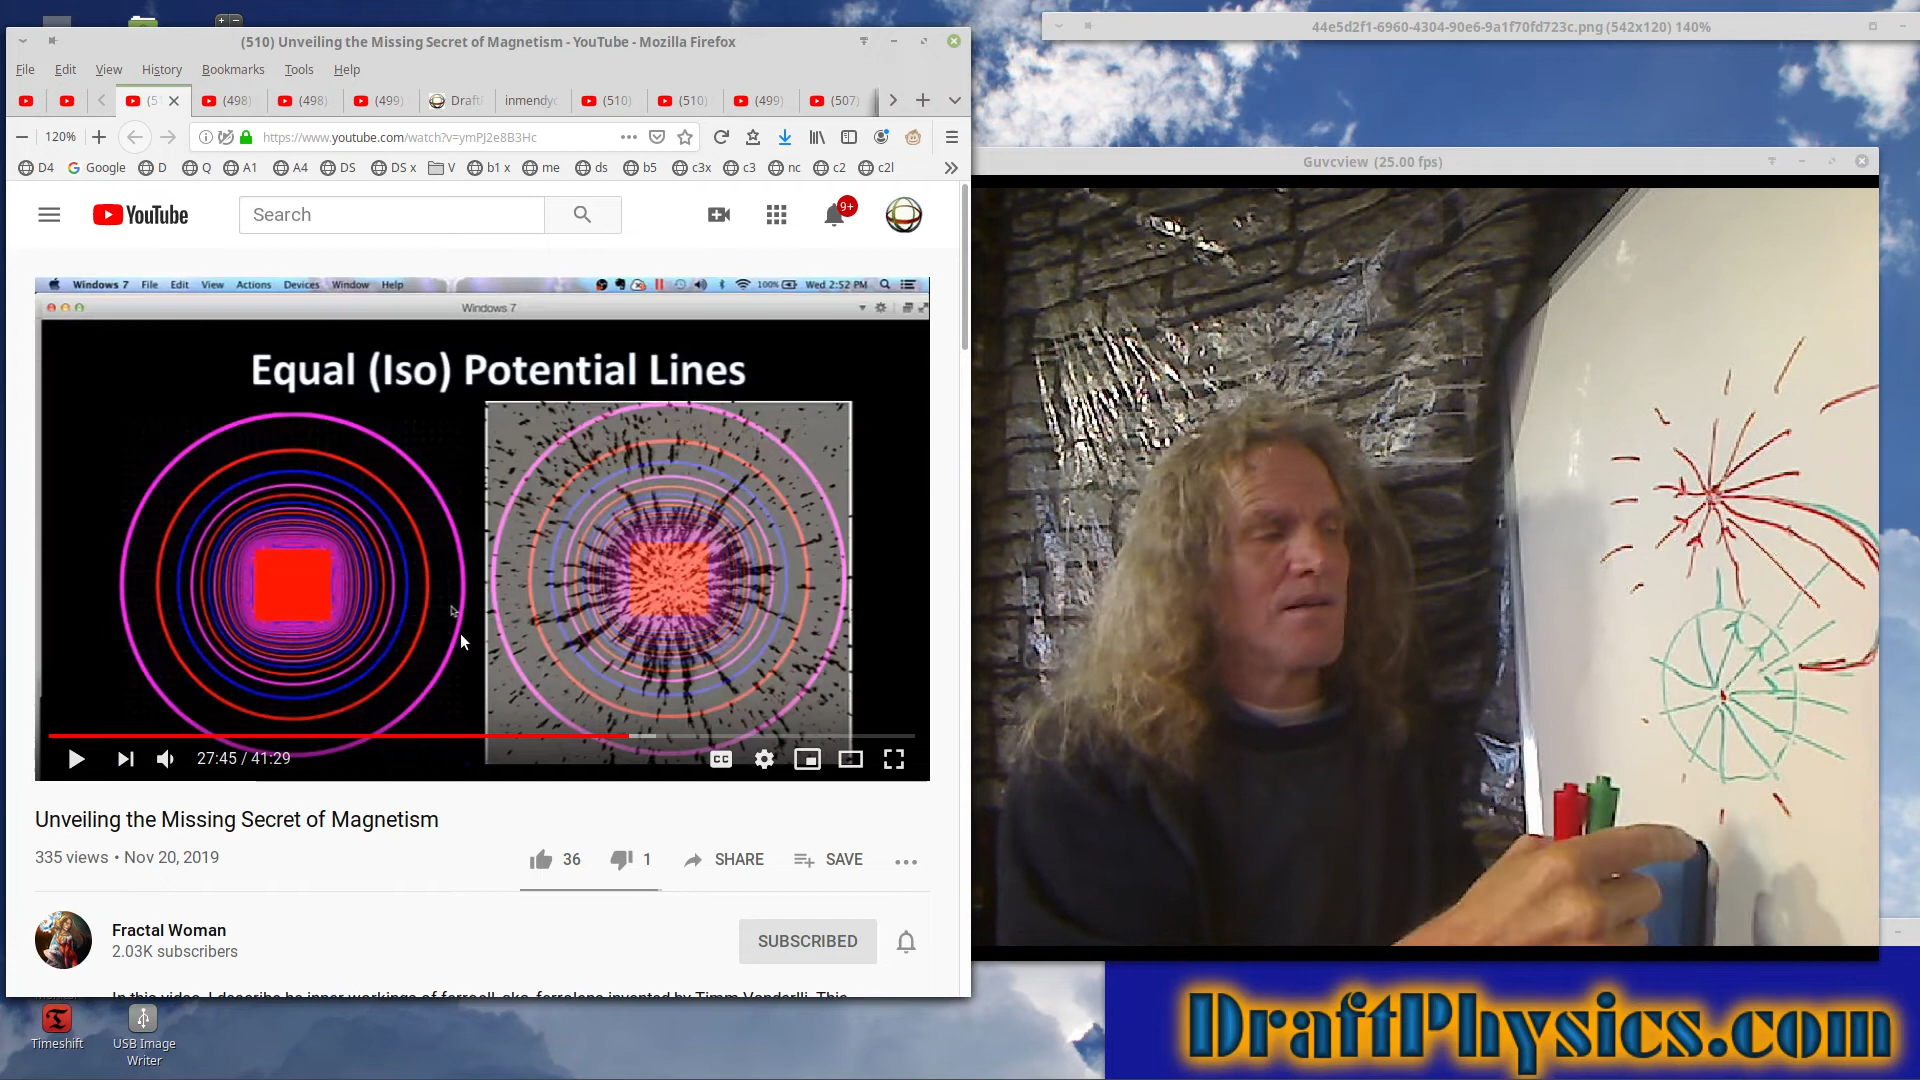 44e5d2f1-6960-4304-90e6-9a1f70fd723c.png (542x120) 140%
(510) Unveiling the Missing Secret of Magnetism - YouTube - Mozilla Firefox
File Edit View History Bookmarks Tools Help
(51 (498) (498) (499) Draft inmendyc (510) (510) (499) (507)
120% https://www.youtube.com/watch?v=ymPJ2e8B3Hc
D4 Google D Q A1 A4 DS DS x V b1 x me ds b5 c3x c3 nc c2 c2l
Guvcview (25.00 fps)
YouTube Search 9+
Windows 7 File Edit View Actions Devices Window Help 100% Wed 2:52 PM
Windows 7
Equal (Iso) Potential Lines
27:45 / 41:29 CC
Unveiling the Missing Secret of Magnetism
335 views • Nov 20, 2019
36 1 SHARE SAVE
Fractal Woman
2.03K subscribers
SUBSCRIBED
Timeshift
USB Image
Writer
DraftPhysics.com